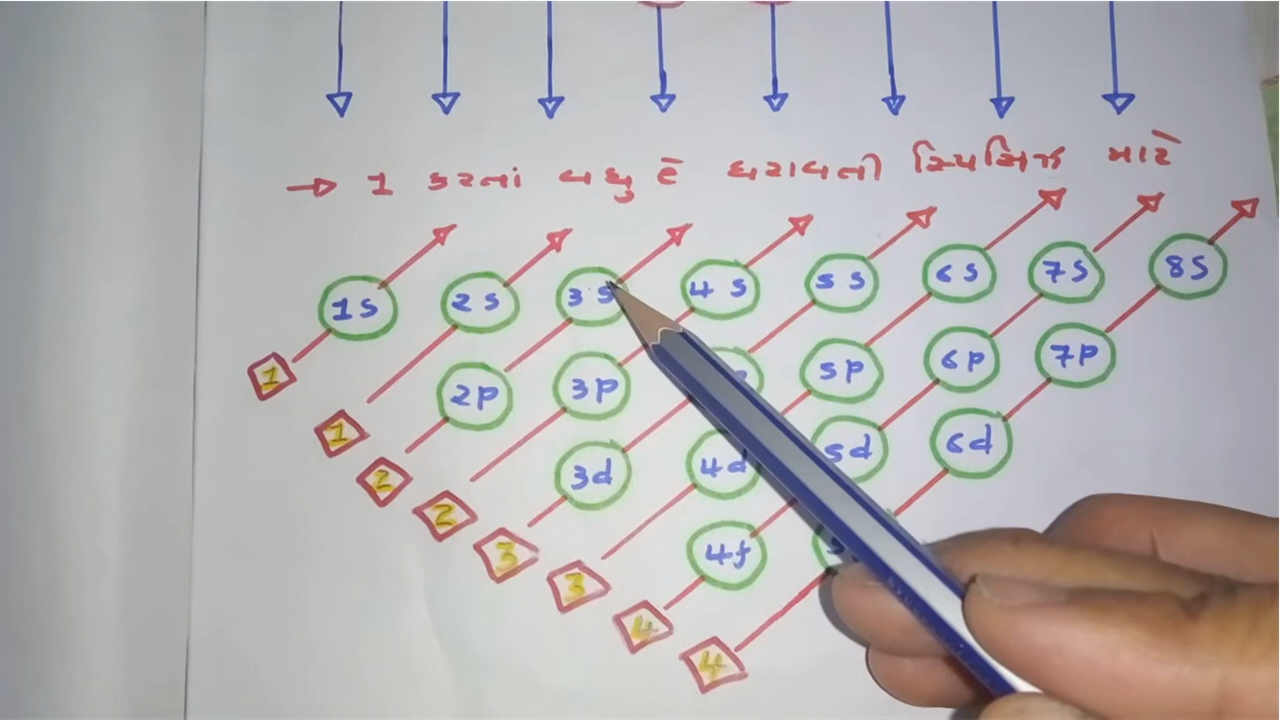 → 1 કરતાં વધુ e⁻ ધરાવતી સ્પિસિઝ માટે
1s 2s 3s 4s 5s 6s 7s 8s
1 2p 3p 5p 6p 7p
1 3d 4d 5d 6d
2 4f
2
3
3
4
4